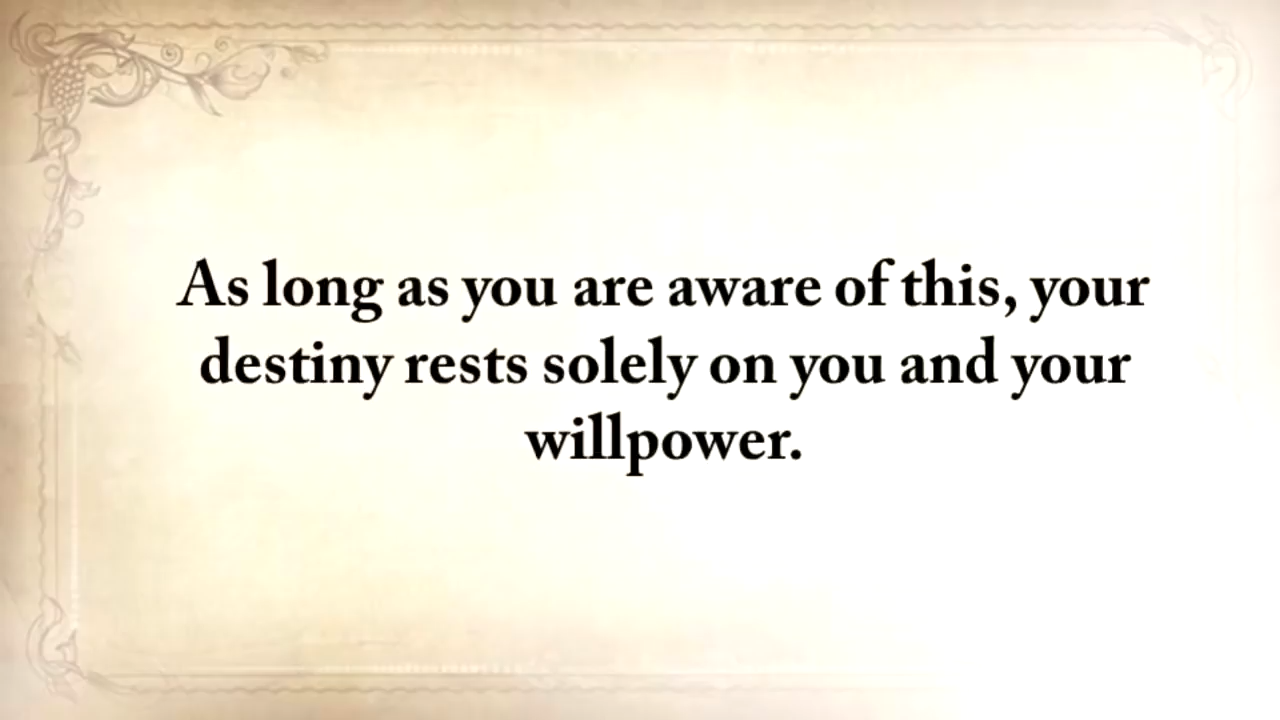 As long as you are aware of this, your
destiny rests solely on you and your
willpower.